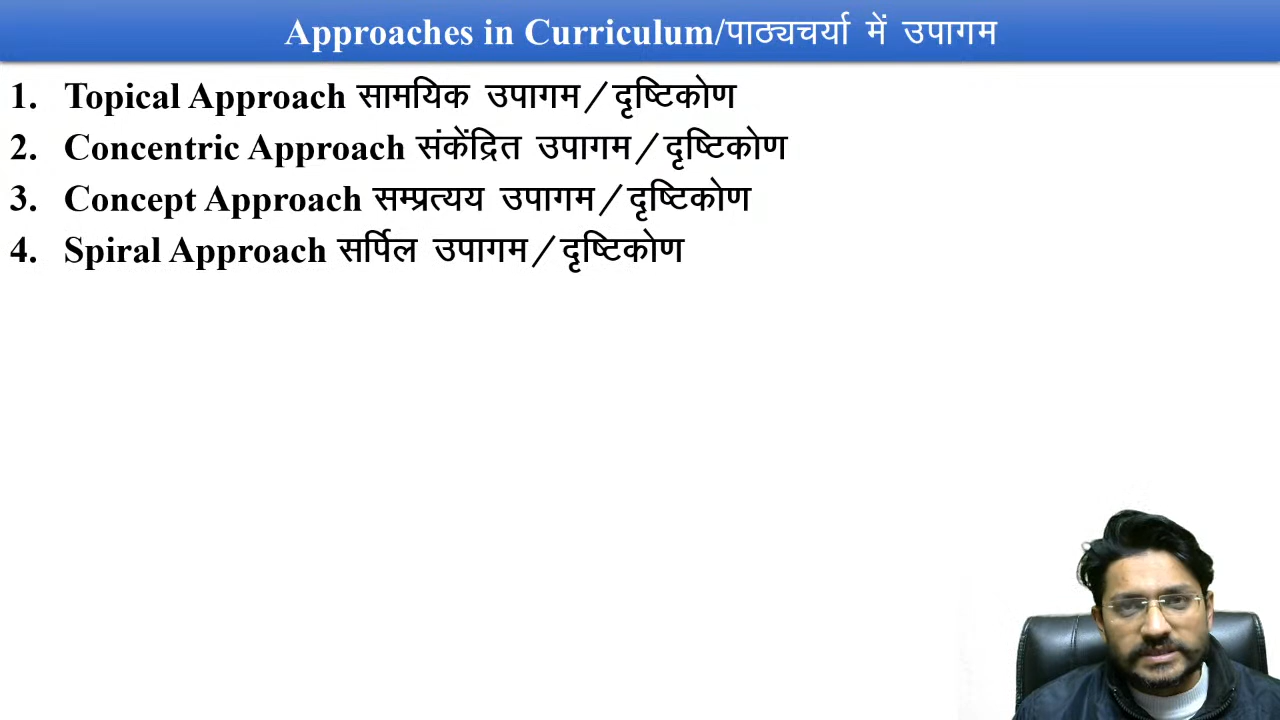 Approaches in Curriculum/पाठ्यचर्या में उपागम
1. Topical Approach सामयिक उपागम/दृष्टिकोण
2. Concentric Approach संकेंद्रित उपागम/दृष्टिकोण
3. Concept Approach सम्प्रत्यय उपागम/दृष्टिकोण
4. Spiral Approach सर्पिल उपागम/दृष्टिकोण